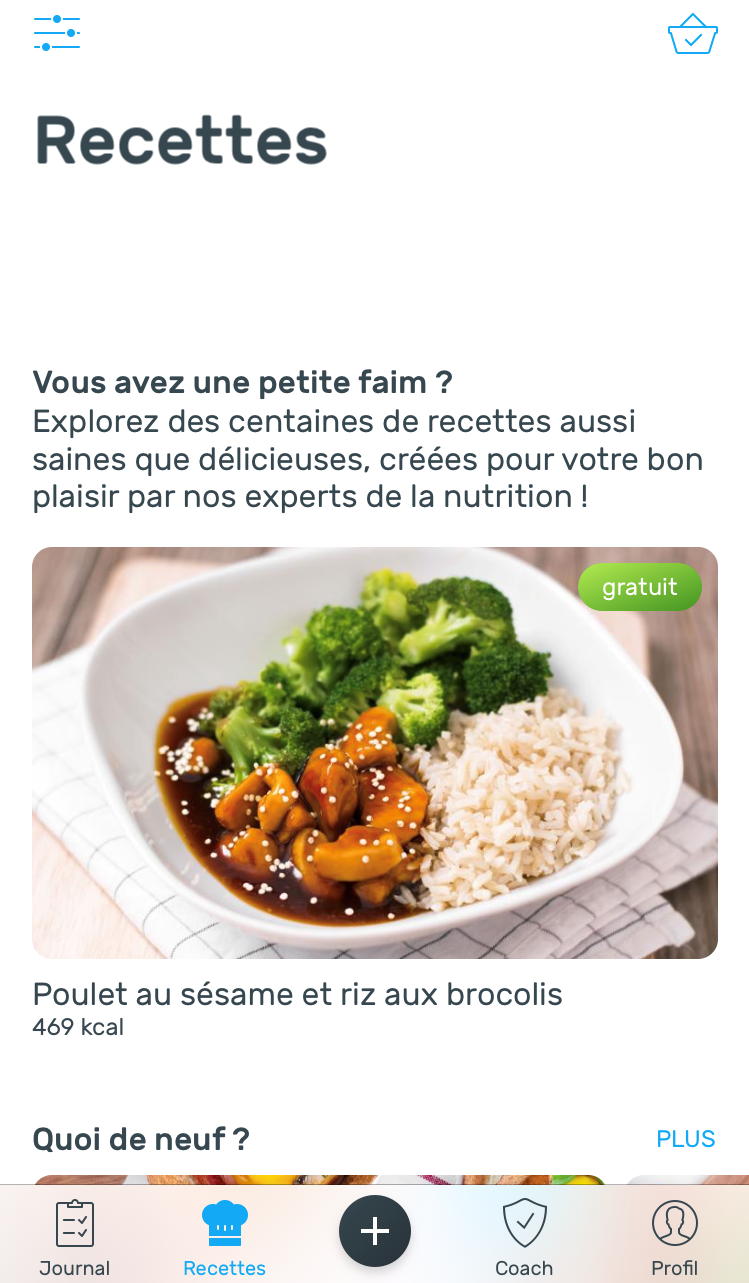 Recettes
Vous avez une petite faim ?
Explorez des centaines de recettes aussi
saines que délicieuses, créées pour votre bon
plaisir par nos experts de la nutrition !
gratuit
Poulet au sésame et riz aux brocolis
469 kcal
Quoi de neuf ?
PLUS
Journal
Recettes
Coach
Profil